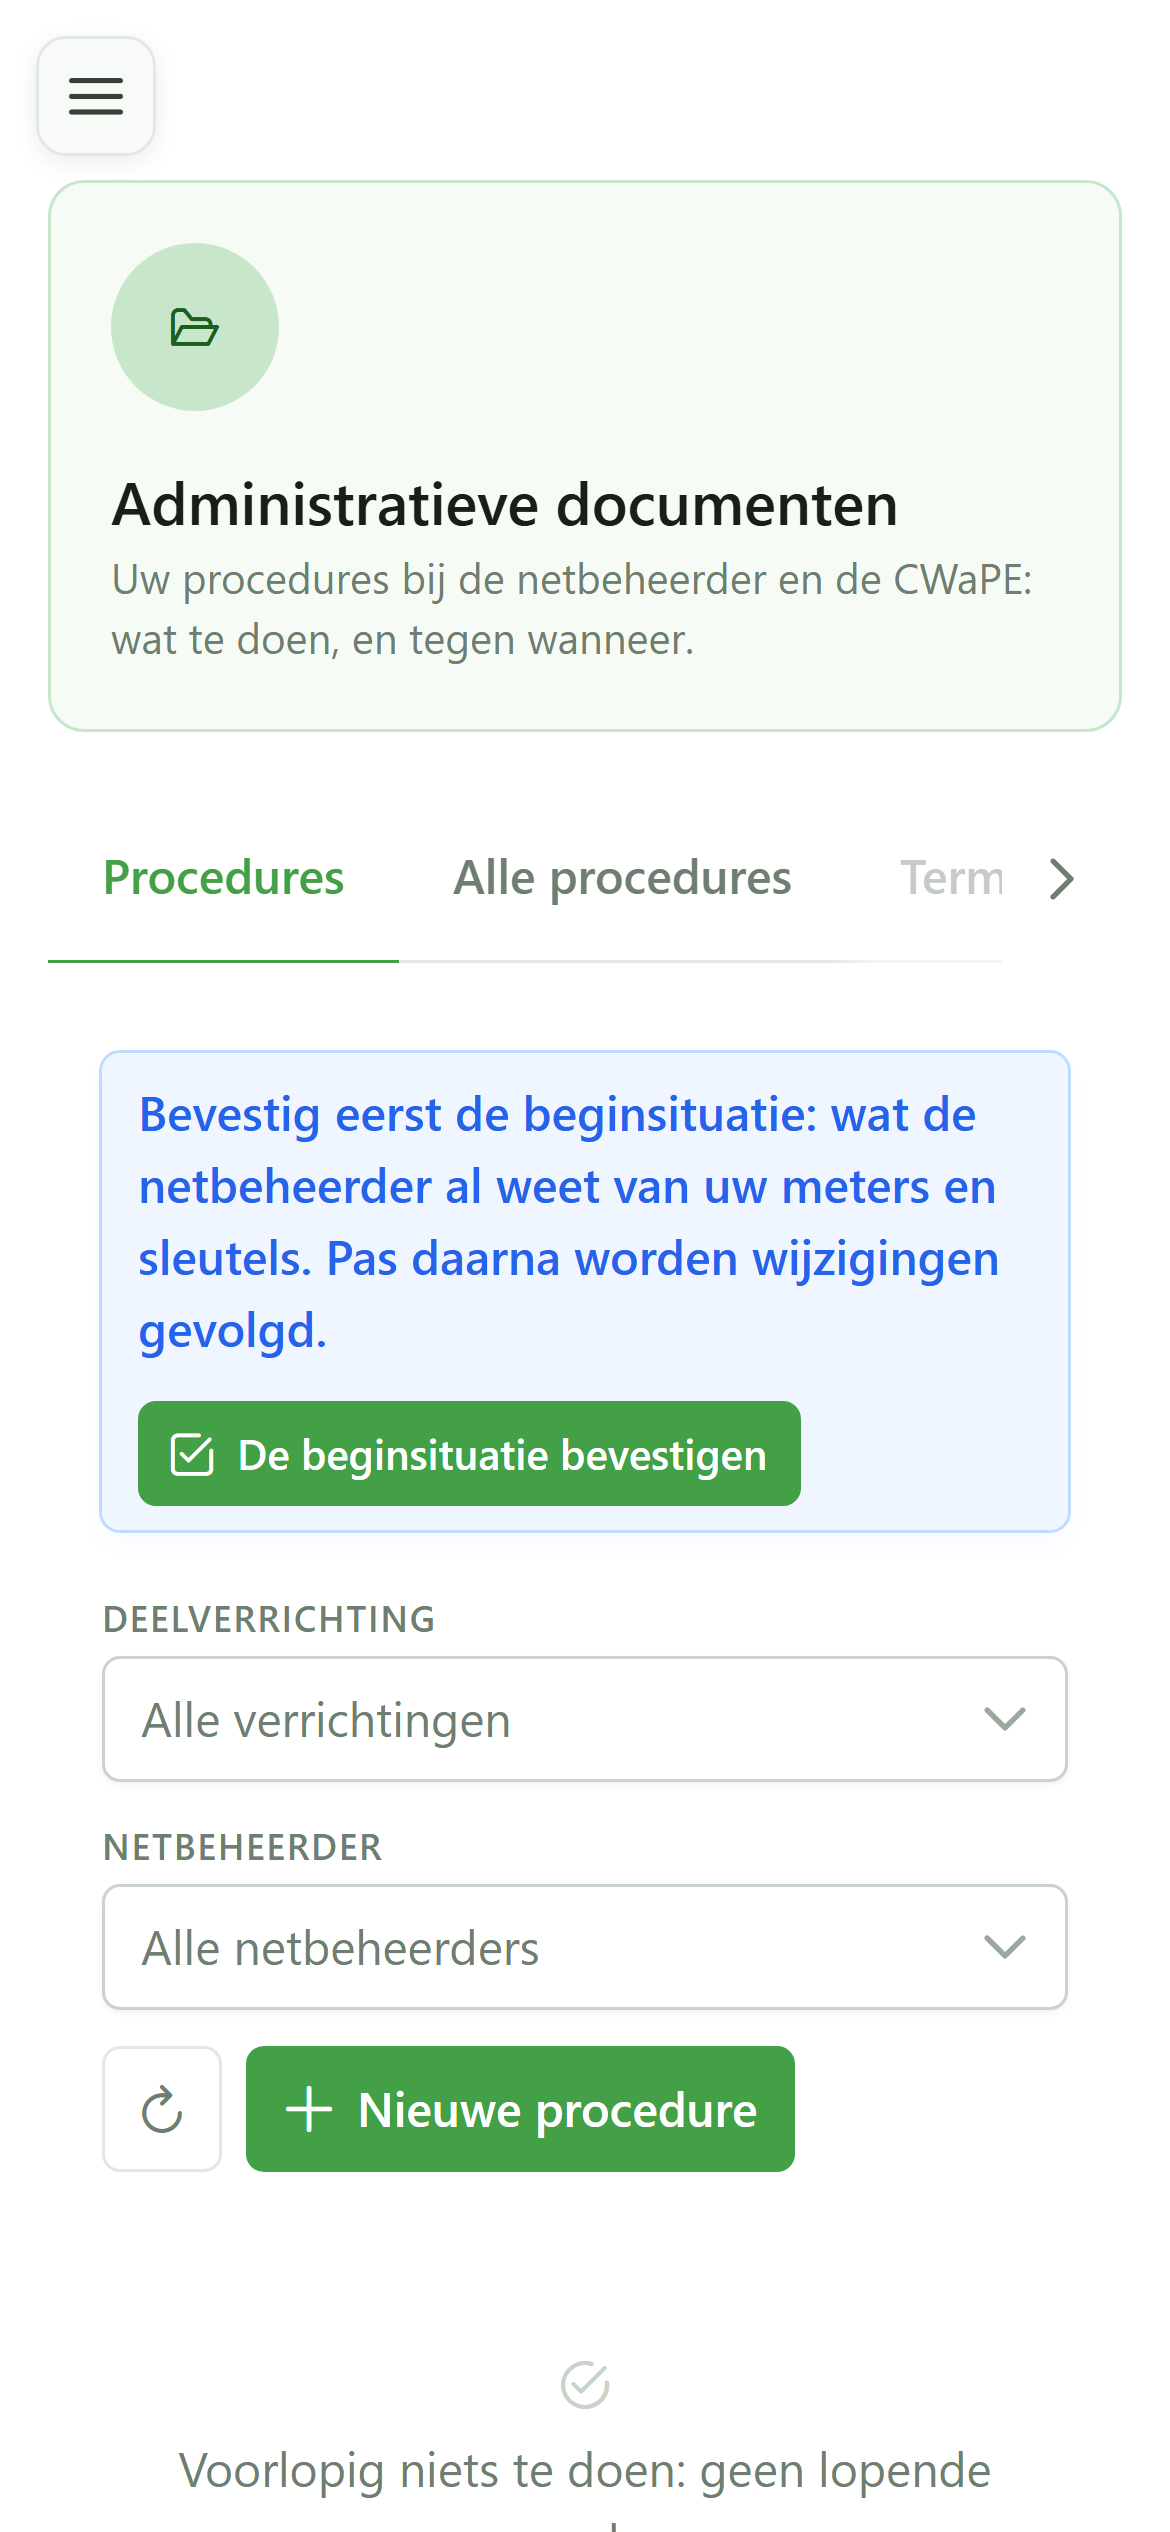 Administratieve documenten
Uw procedures bij de netbeheerder en de CWaPE:
wat te doen, en tegen wanneer.
Procedures Alle procedures Term
Bevestig eerst de beginsituatie: wat de
netbeheerder al weet van uw meters en
sleutels. Pas daarna worden wijzigingen
gevolgd.
De beginsituatie bevestigen
DEELVERRICHTING
Alle verrichtingen
NETBEHEERDER
Alle netbeheerders
Nieuwe procedure
Voorlopig niets te doen: geen lopende